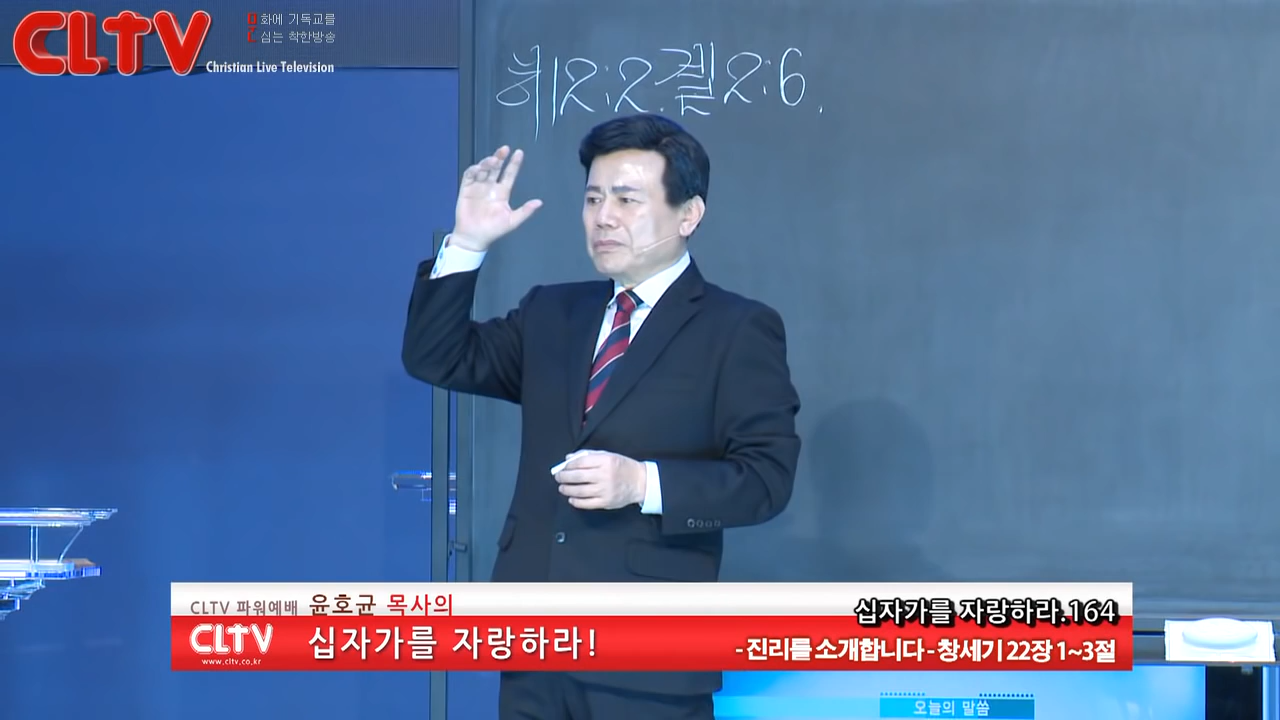 CLTV
문화에 기독교를
심는 착한방송
Christian Live Television
히12:2. 겔2:6.
CLTV 파워예배 윤호균 목사의
십자가를 자랑하라.164
CLTV
www.cltv.co.kr
십자가를 자랑하라!
- 진리를 소개합니다 - 창세기 22장 1~3절
오늘의 말씀